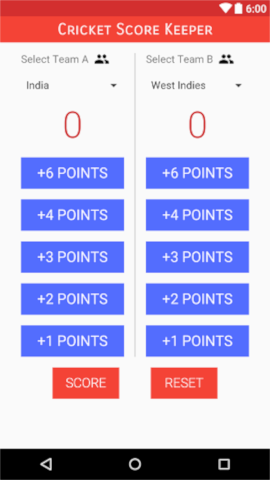 6:00
Cricket Score Keeper
Select Team A
Select Team B
India
West Indies
0
0
+6 POINTS
+6 POINTS
+4 POINTS
+4 POINTS
+3 POINTS
+3 POINTS
+2 POINTS
+2 POINTS
+1 POINTS
+1 POINTS
SCORE
RESET